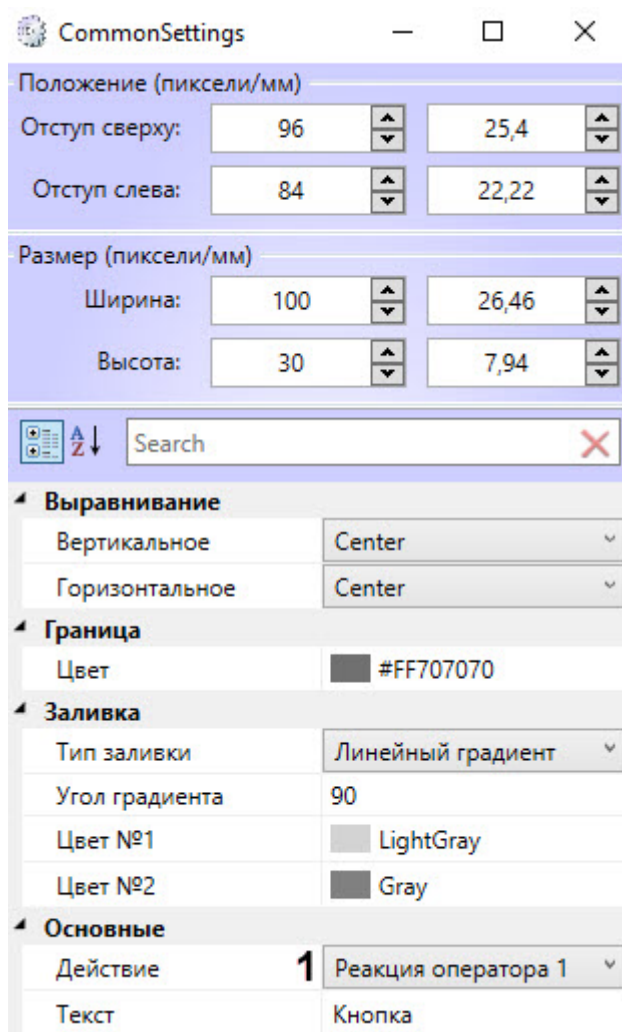 CommonSettings
Положение (пиксели/мм)
Отступ сверху: 96 25,4
Отступ слева: 84 22,22
Размер (пиксели/мм)
Ширина: 100 26,46
Высота: 30 7,94
A Z Search
Выравнивание
Вертикальное Center
Горизонтальное Center
Граница
Цвет #FF707070
Заливка
Тип заливки Линейный градиент
Угол градиента 90
Цвет №1 LightGray
Цвет №2 Gray
Основные
Действие 1 Реакция оператора 1
Текст Кнопка